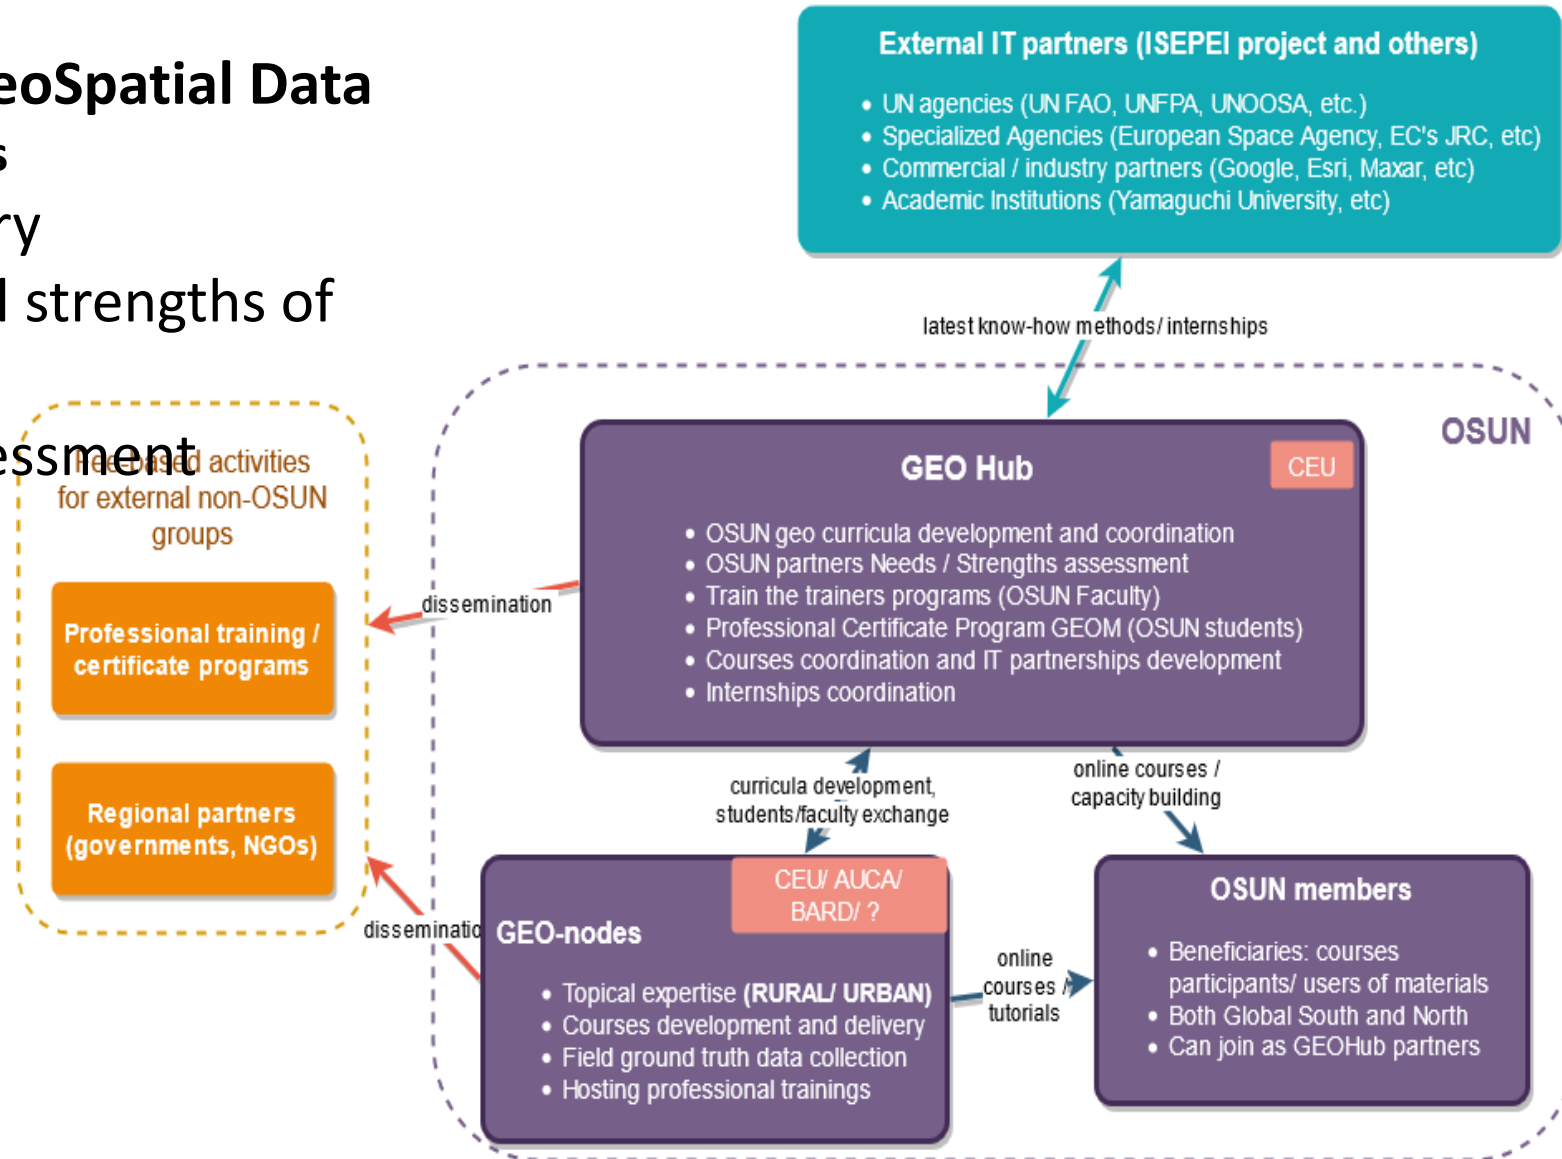 eoSpatial Data
s
ry
l strengths of
essment
External IT partners (ISEPEI project and others)
• UN agencies (UN FAO, UNFPA, UNOOSA, etc.)
• Specialized Agencies (European Space Agency, EC's JRC, etc)
• Commercial / industry partners (Google, Esri, Maxar, etc)
• Academic Institutions (Yamaguchi University, etc)
latest know-how methods/ internships
OSUN
GEO Hub
CEU
• OSUN geo curricula development and coordination
• OSUN partners Needs / Strengths assessment
• Train the trainers programs (OSUN Faculty)
• Professional Certificate Program GEOM (OSUN students)
• Courses coordination and IT partnerships development
• Internships coordination
activities
for external non-OSUN
groups
Professional training /
certificate programs
Regional partners
(governments, NGOs)
dissemination
curricula development,
students/faculty exchange
online courses /
capacity building
disseminatio
GEO-nodes
CEU/ AUCA/
BARD/ ?
• Topical expertise (RURAL/ URBAN)
• Courses development and delivery
• Field ground truth data collection
• Hosting professional trainings
online
courses /
tutorials
OSUN members
• Beneficiaries: courses
participants/ users of materials
• Both Global South and North
• Can join as GEOHub partners